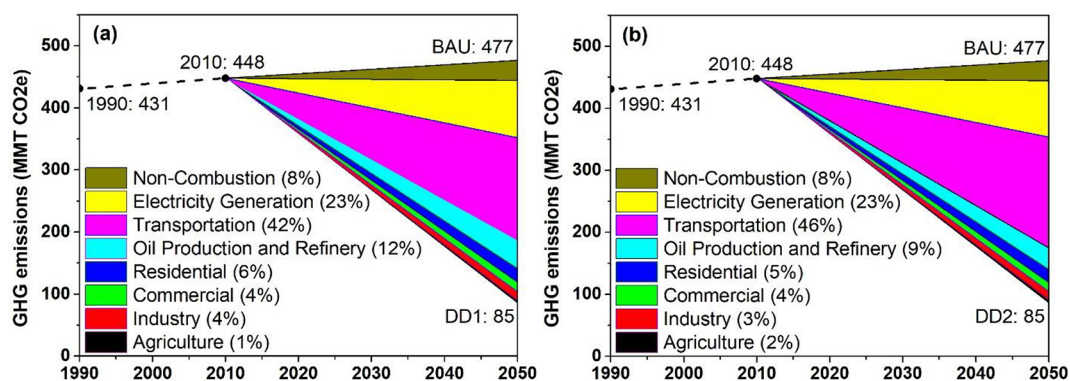 (a)
GHG emissions (MMT CO2e)
500
400
300
200
100
0
BAU: 477
2010: 448
1990: 431
Non-Combustion (8%)
Electricity Generation (23%)
Transportation (42%)
Oil Production and Refinery (12%)
Residential (6%)
Commercial (4%)
Industry (4%)
Agriculture (1%)
DD1: 85
1990 2000 2010 2020 2030 2040 2050
(b)
GHG emissions (MMT CO2e)
500
400
300
200
100
0
BAU: 477
2010: 448
1990: 431
Non-Combustion (8%)
Electricity Generation (23%)
Transportation (46%)
Oil Production and Refinery (9%)
Residential (5%)
Commercial (4%)
Industry (3%)
Agriculture (2%)
DD2: 85
1990 2000 2010 2020 2030 2040 2050